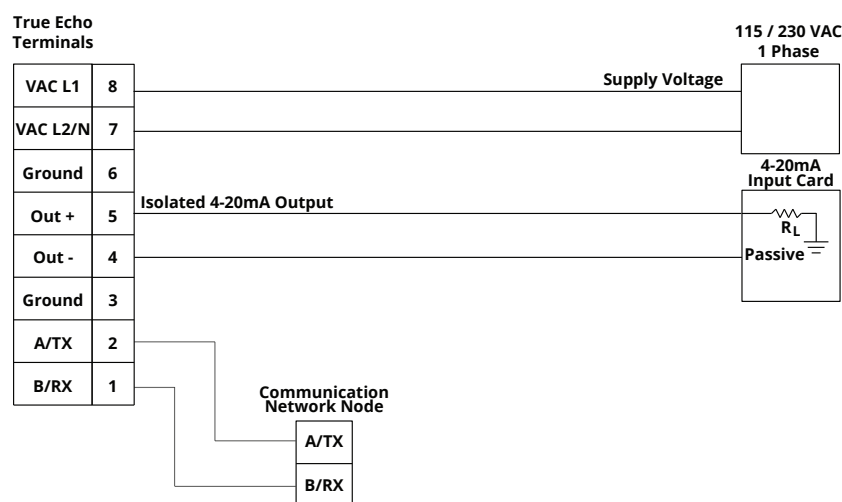 True Echo
Terminals
115 / 230 VAC
1 Phase
VAC L1 8
Supply Voltage
VAC L2/N 7
Ground 6
4-20mA
Input Card
Isolated 4-20mA Output
Out + 5
RL
Out - 4
Passive
Ground 3
A/TX 2
B/RX 1
Communication
Network Node
A/TX
B/RX